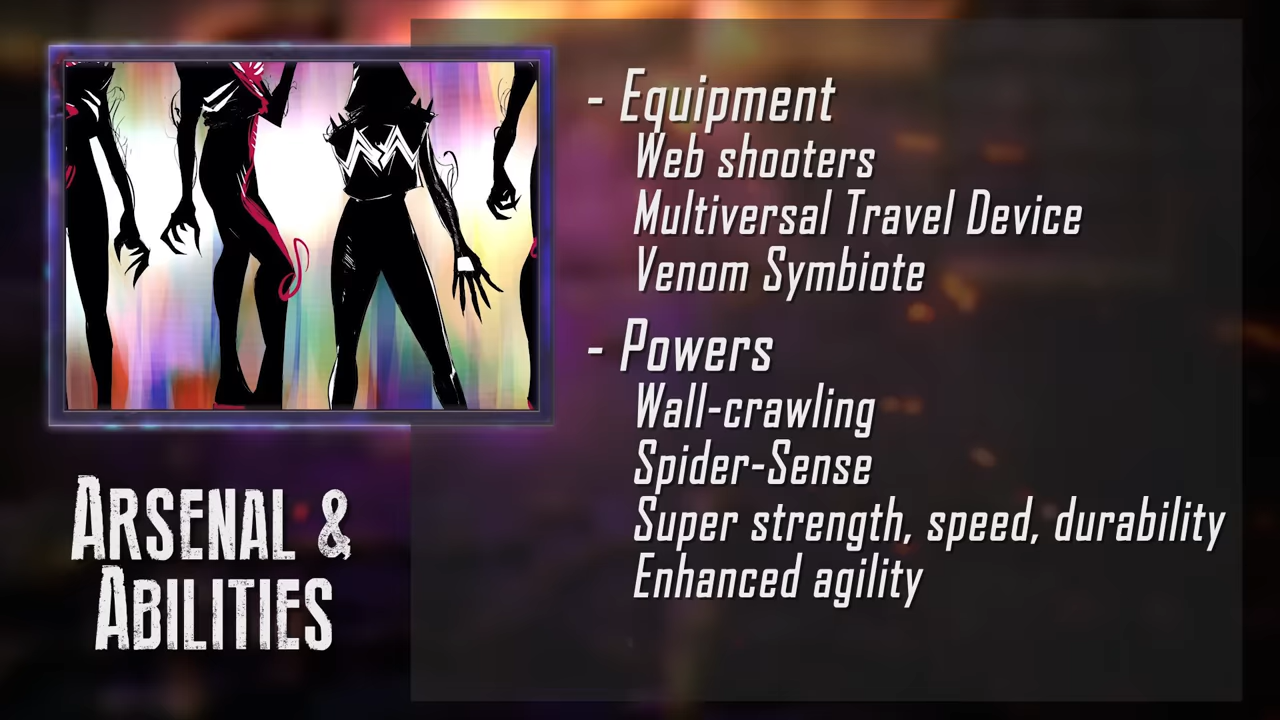 - Equipment
Web shooters
Multiversal Travel Device
Venom Symbiote
- Powers
Wall-crawling
Spider-Sense
Super strength, speed, durability
Enhanced agility
Arsenal &
Abilities